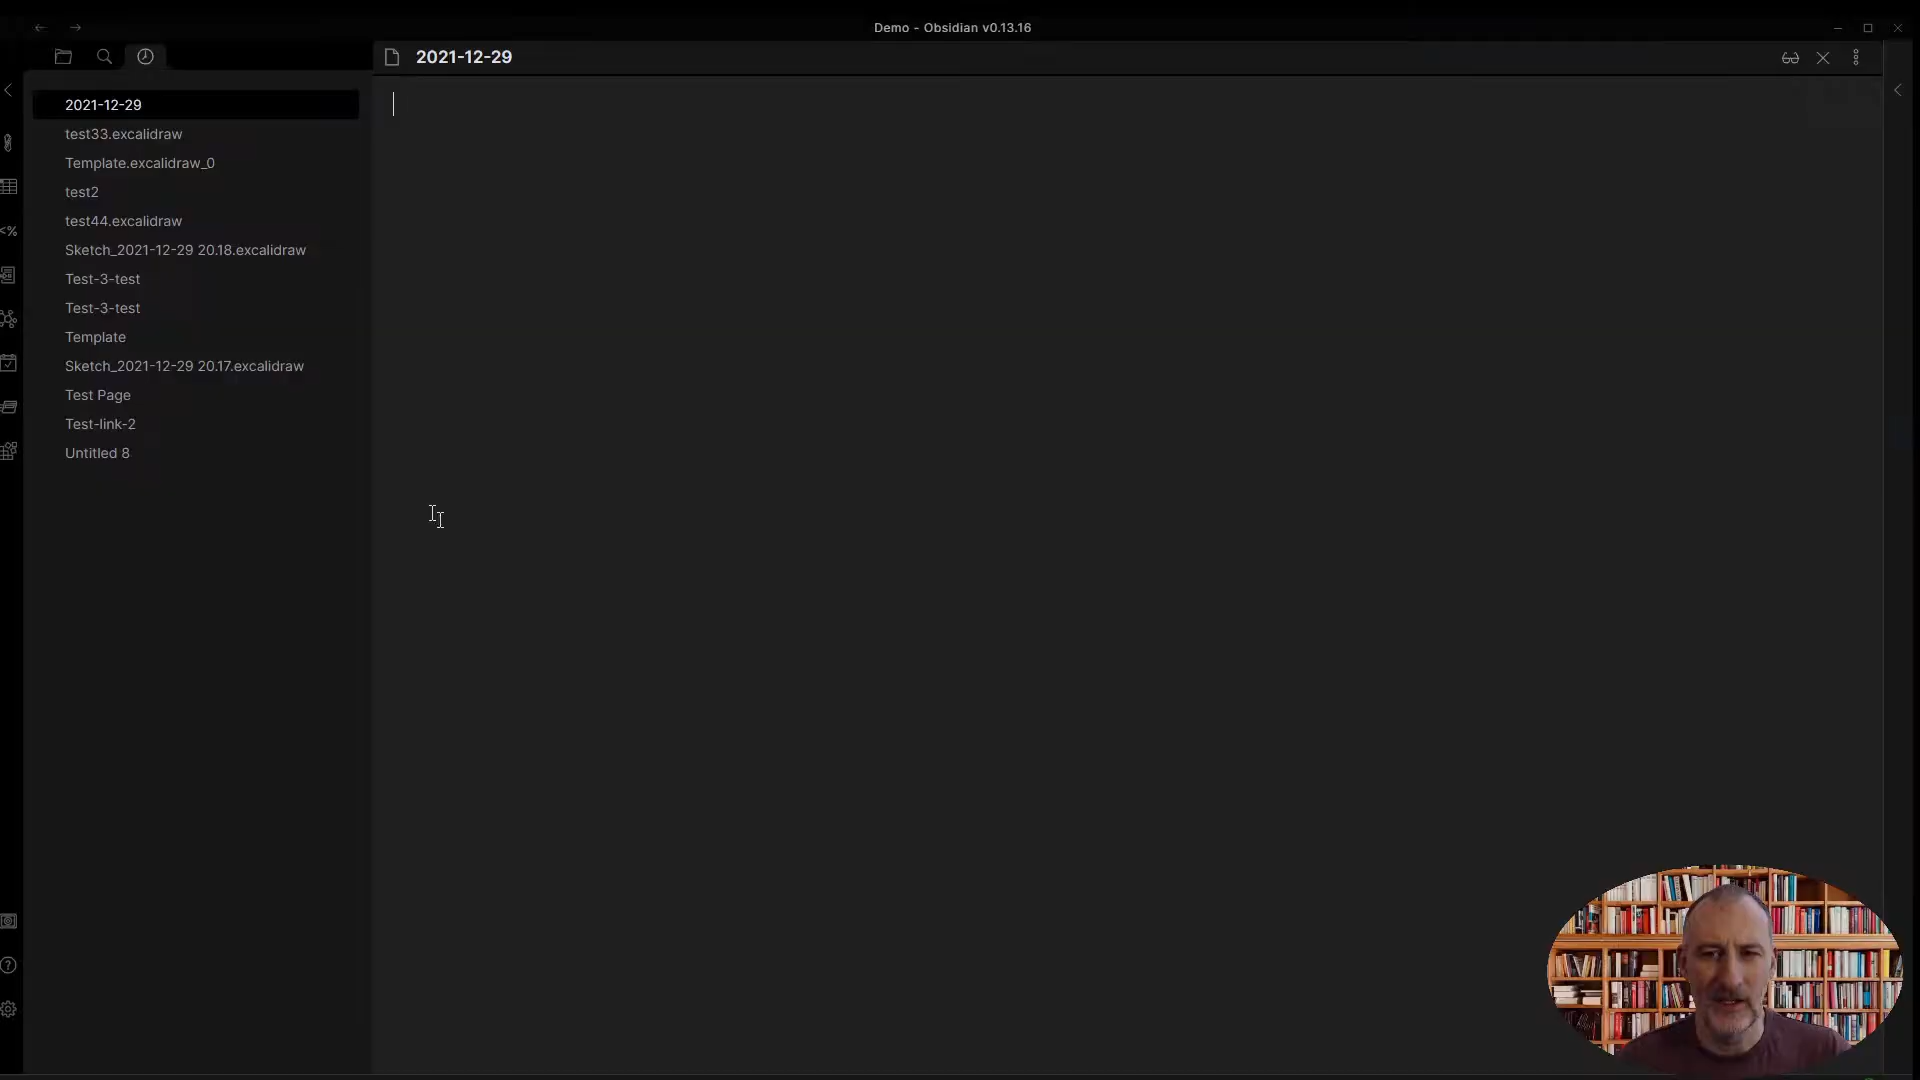 Demo - Obsidian v0.13.16
2021-12-29
2021-12-29
test33.excalidraw
Template.excalidraw_0
test2
test44.excalidraw
Sketch_2021-12-29 20.18.excalidraw
Test-3-test
Test-3-test
Template
Sketch_2021-12-29 20.17.excalidraw
Test Page
Test-link-2
Untitled 8
<%